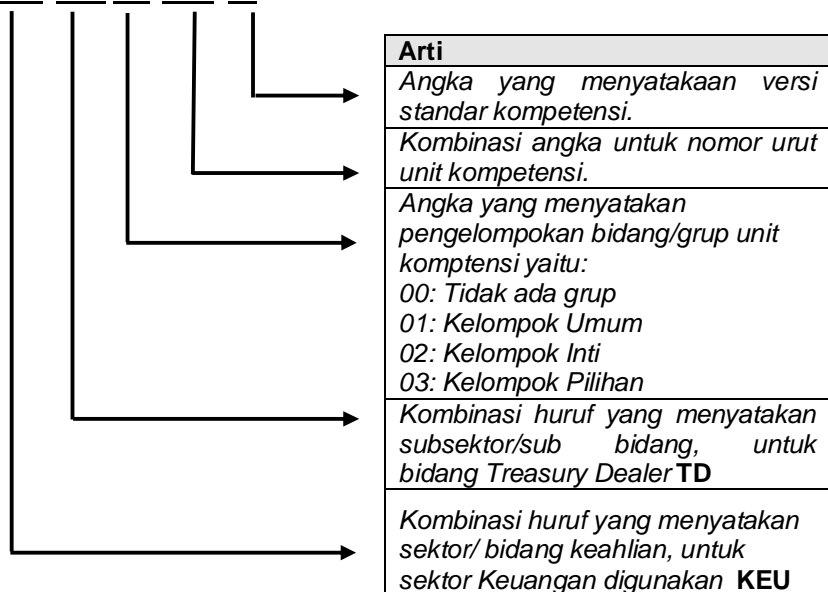 Arti
Angka yang menyatakaan versi
standar kompetensi.
Kombinasi angka untuk nomor urut
unit kompetensi.
Angka yang menyatakan
pengelompokan bidang/grup unit
komptensi yaitu:
00: Tidak ada grup
01: Kelompok Umum
02: Kelompok Inti
03: Kelompok Pilihan
Kombinasi huruf yang menyatakan
subsektor/sub bidang, untuk
bidang Treasury Dealer TD
Kombinasi huruf yang menyatakan
sektor/ bidang keahlian, untuk
sektor Keuangan digunakan KEU